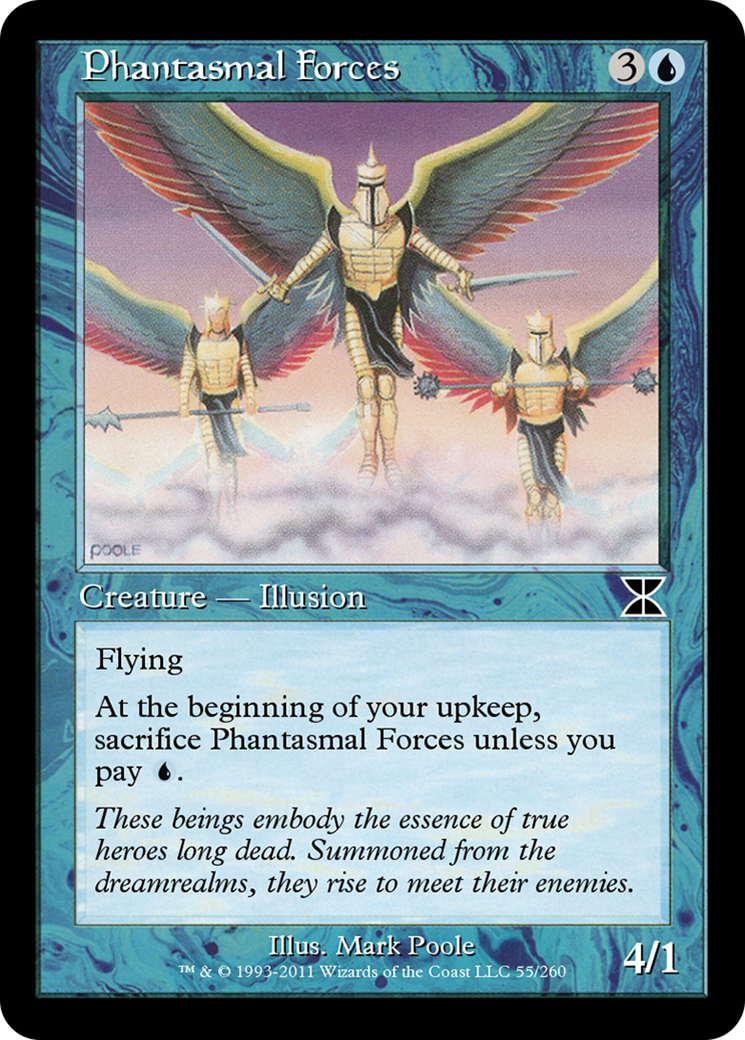 Phantasmal Forces 3
POOLE
Creature — Illusion
Flying
At the beginning of your upkeep,
sacrifice Phantasmal Forces unless you
pay .
These beings embody the essence of true
heroes long dead. Summoned from the
dreamrealms, they rise to meet their enemies.
Illus. Mark Poole
™ & © 1993-2011 Wizards of the Coast LLC 55/260
4/1